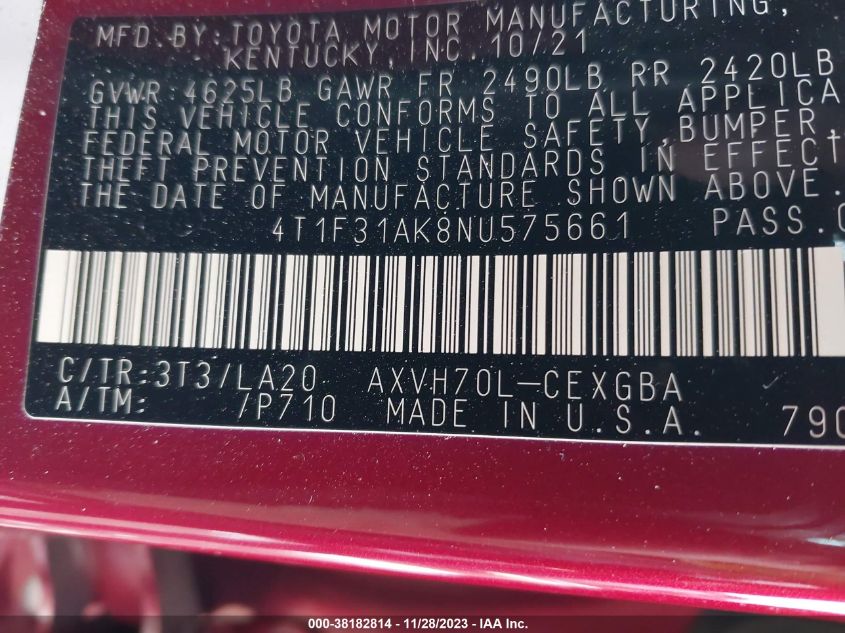 MFD. BY: TOYOTA MOTOR MANUFACTURING,
KENTUCKY, INC. 10/21
GVWR 4625LB GAWR FR 2490LB RR 2420LB
THIS VEHICLE CONFORMS TO ALL APPLICA
FEDERAL MOTOR VEHICLE SAFETY, BUMPER,
THEFT PREVENTION STANDARDS IN EFFECT
THE DATE OF MANUFACTURE SHOWN ABOVE.
4T1F31AK8NU575661 PASS.
C/TR:3T3/LA20 AXVH70L-CEXGBA
A/TM: /P710 MADE IN U.S.A. 790
000-38182814 - 11/28/2023 - IAA Inc.